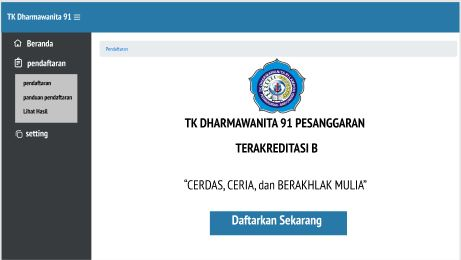 TK Dharmawanita 91
Beranda
pendaftaran
pendaftaran
panduan pendaftaran
Lihat Hasil
setting
Pendaftaran
TK DHARMAWANITA 91 PESANGGARAN
TERAKREDITASI B
“CERDAS, CERIA, dan BERAKHLAK MULIA”
Daftarkan Sekarang